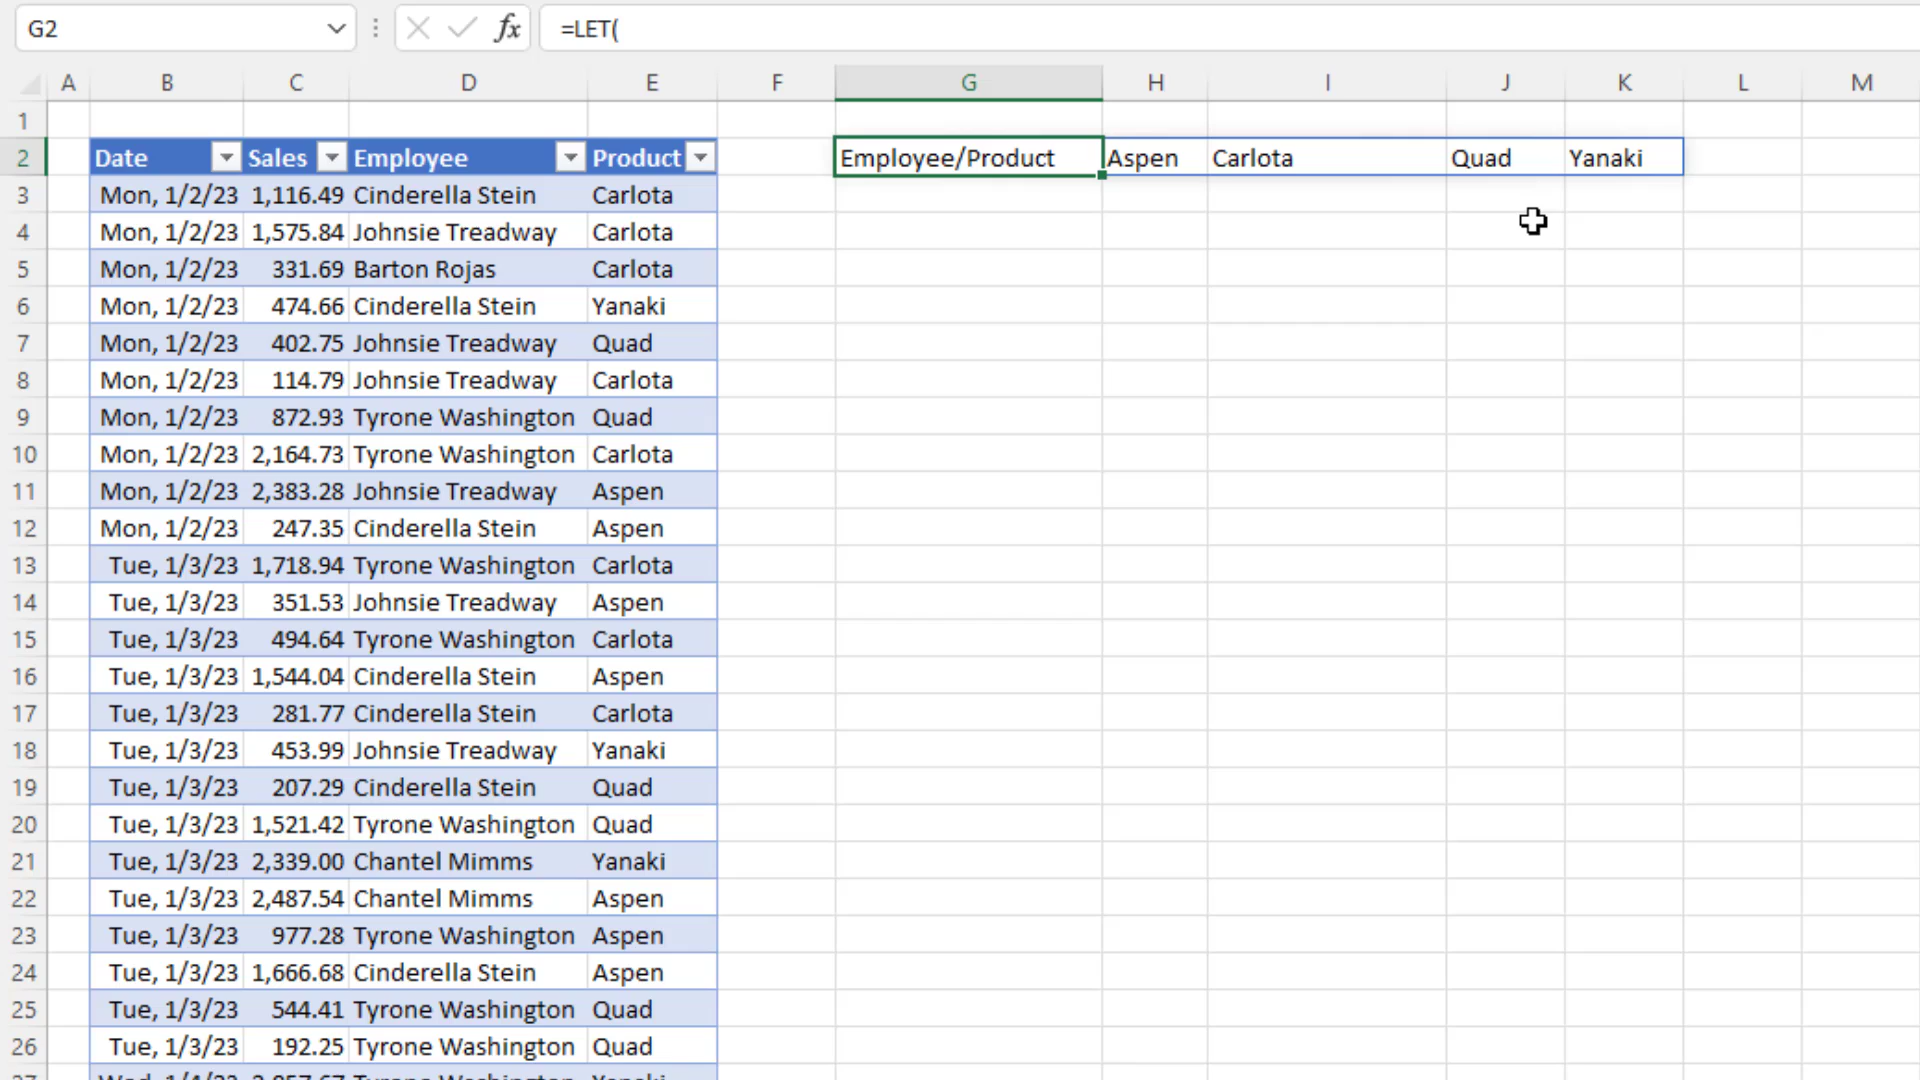 G2 fx =LET(
A B C D E F G H I J K L M
1
2 Date Sales Employee Product Employee/Product Aspen Carlota Quad Yanaki
3 Mon, 1/2/23 1,116.49 Cinderella Stein Carlota
4 Mon, 1/2/23 1,575.84 Johnsie Treadway Carlota
5 Mon, 1/2/23 331.69 Barton Rojas Carlota
6 Mon, 1/2/23 474.66 Cinderella Stein Yanaki
7 Mon, 1/2/23 402.75 Johnsie Treadway Quad
8 Mon, 1/2/23 114.79 Johnsie Treadway Carlota
9 Mon, 1/2/23 872.93 Tyrone Washington Quad
10 Mon, 1/2/23 2,164.73 Tyrone Washington Carlota
11 Mon, 1/2/23 2,383.28 Johnsie Treadway Aspen
12 Mon, 1/2/23 247.35 Cinderella Stein Aspen
13 Tue, 1/3/23 1,718.94 Tyrone Washington Carlota
14 Tue, 1/3/23 351.53 Johnsie Treadway Aspen
15 Tue, 1/3/23 494.64 Tyrone Washington Carlota
16 Tue, 1/3/23 1,544.04 Cinderella Stein Aspen
17 Tue, 1/3/23 281.77 Cinderella Stein Carlota
18 Tue, 1/3/23 453.99 Johnsie Treadway Yanaki
19 Tue, 1/3/23 207.29 Cinderella Stein Quad
20 Tue, 1/3/23 1,521.42 Tyrone Washington Quad
21 Tue, 1/3/23 2,339.00 Chantel Mimms Yanaki
22 Tue, 1/3/23 2,487.54 Chantel Mimms Aspen
23 Tue, 1/3/23 977.28 Tyrone Washington Aspen
24 Tue, 1/3/23 1,666.68 Cinderella Stein Aspen
25 Tue, 1/3/23 544.41 Tyrone Washington Quad
26 Tue, 1/3/23 192.25 Tyrone Washington Quad